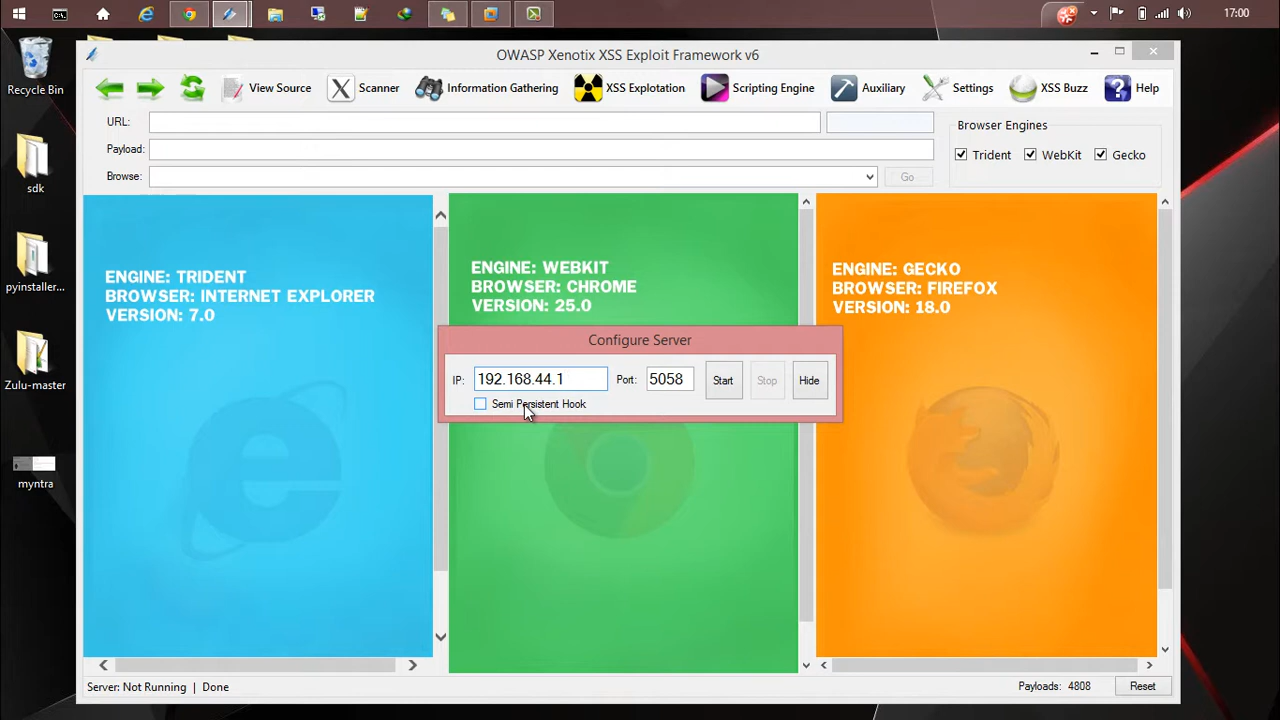 17:00
OWASP Xenotix XSS Exploit Framework v6
View Source
Scanner
Information Gathering
XSS Explotation
Scripting Engine
Auxiliary
Settings
XSS Buzz
Help
URL:
Payload:
Browse:
Go
Browser Engines
Trident
WebKit
Gecko
Recycle Bin
sdk
pyinstaller...
Zulu-master
myntra
ENGINE: TRIDENT
BROWSER: INTERNET EXPLORER
VERSION: 7.0
ENGINE: WEBKIT
BROWSER: CHROME
VERSION: 25.0
ENGINE: GECKO
BROWSER: FIREFOX
VERSION: 18.0
Configure Server
IP: 192.168.44.1 Port: 5058 Start Stop Hide
Semi Persistent Hook
Server: Not Running | Done
Payloads: 4808
Reset